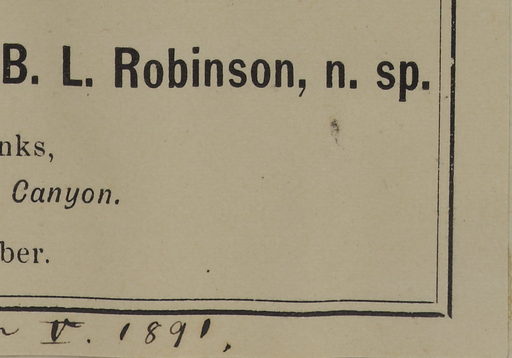 B. L. Robinson, n. sp.
nks,
Canyon.
ber.
V. 1891,